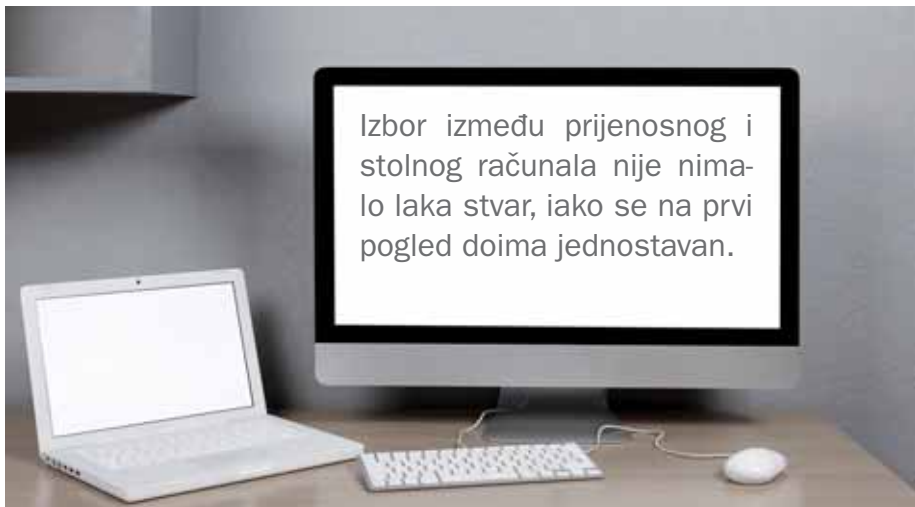 Izbor između prijenosnog i
stolnog računala nije nima-
lo laka stvar, iako se na prvi
pogled doima jednostavan.